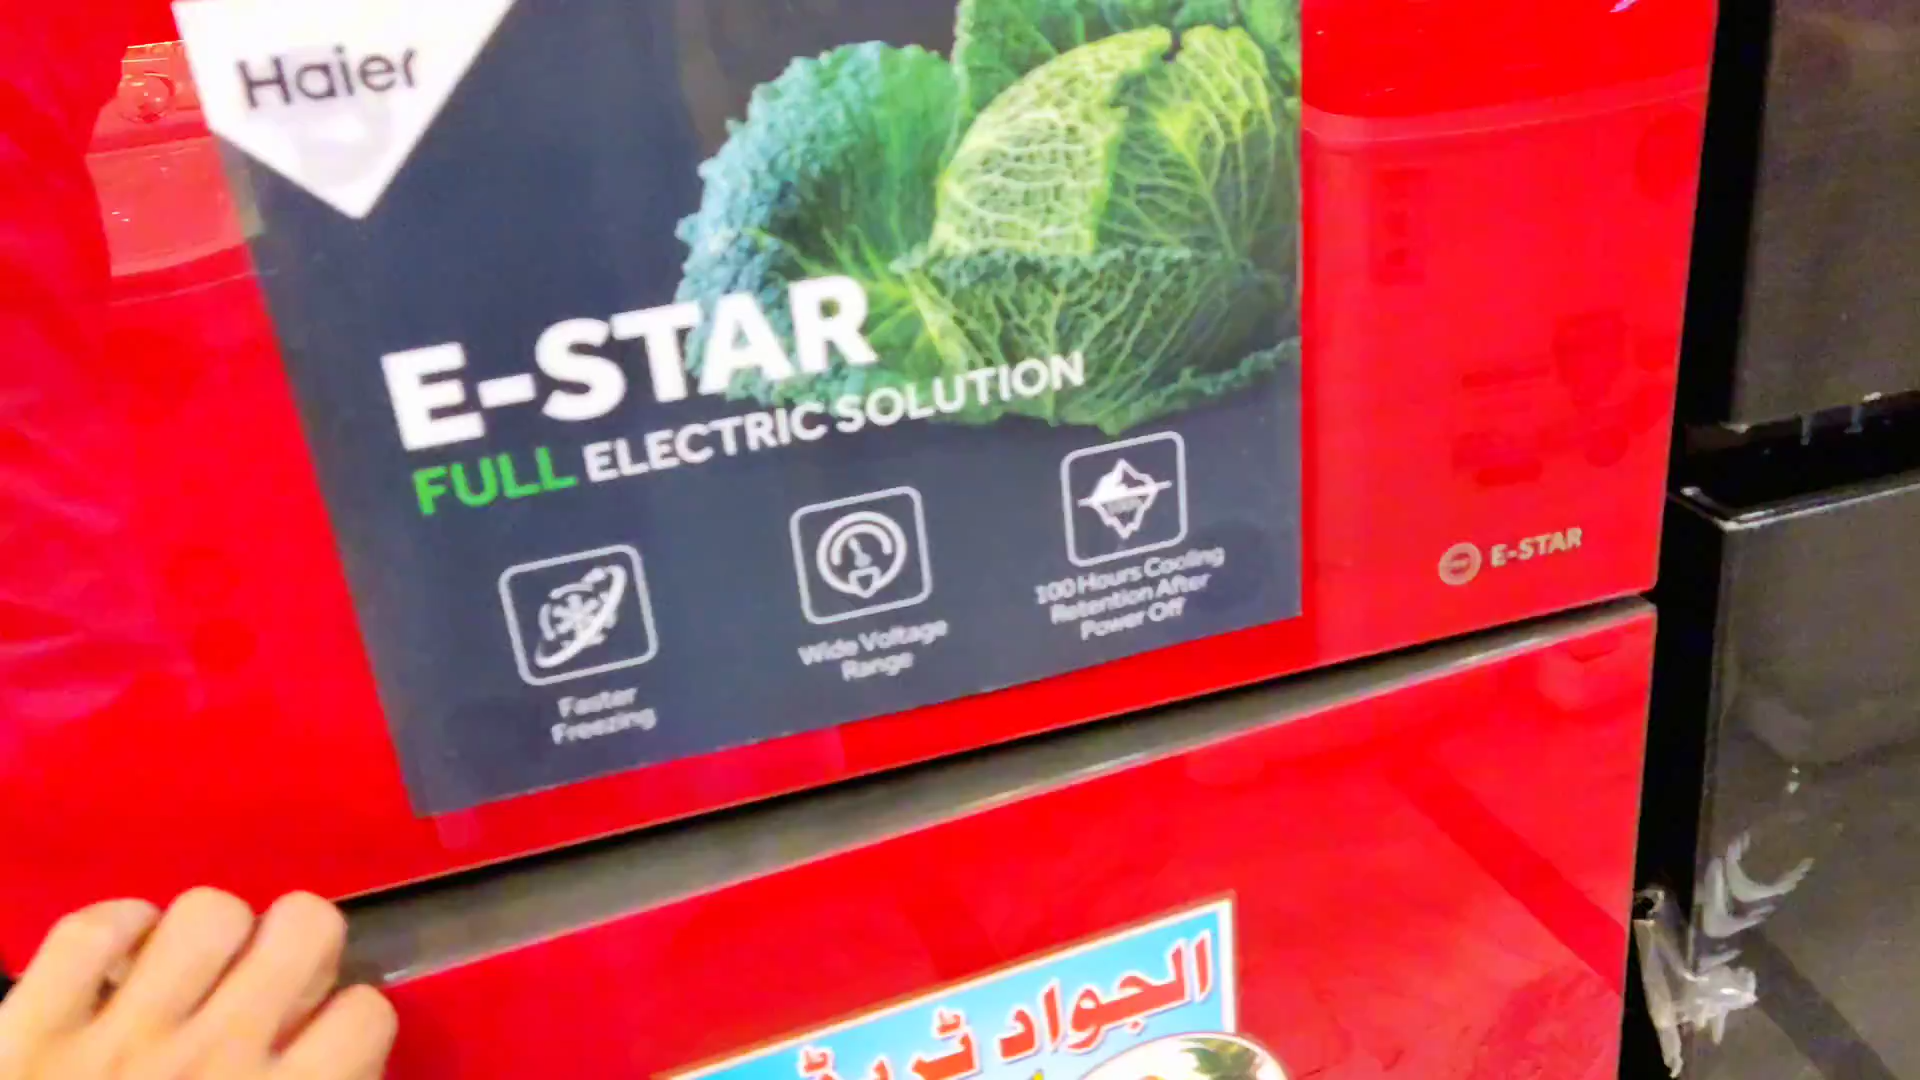 Haier
E-STAR
FULL ELECTRIC SOLUTION
Faster
Freezing
Wide Voltage
Range
100 Hours Cooling
Retention After
Power Off
E-STAR
الجواد